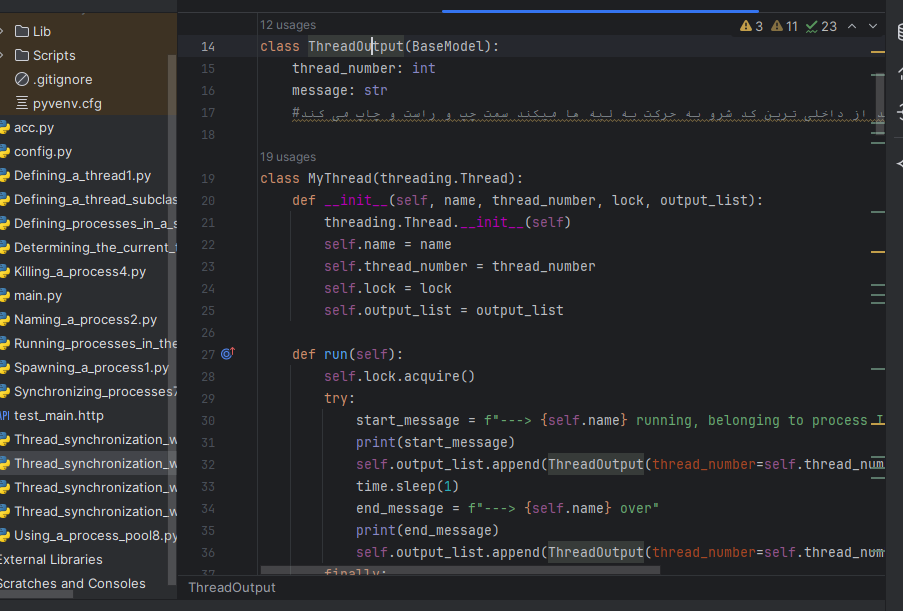 Lib
Scripts
.gitignore
pyvenv.cfg
acc.py
config.py
Defining_a_thread1.py
Defining_a_thread_subclas
Defining_processes_in_a_s
Determining_the_current_t
Killing_a_process4.py
main.py
Naming_a_process2.py
Running_processes_in_the
Spawning_a_process1.py
Synchronizing_processes7
API test_main.http
Thread_synchronization_w
Thread_synchronization_w
Thread_synchronization_w
Thread_synchronization_w
Using_a_process_pool8.py
External Libraries
Scratches and Consoles
3 11 23
12 usages
14 class ThreadOutput(BaseModel):
15 thread_number: int
16 message: str
17 #از داخلی ترین کد شرو به حرکت به لبه ها میکند سمت چپ و راست و چاپ می کند
18
19 usages
19 class MyThread(threading.Thread):
20 def __init__(self, name, thread_number, lock, output_list):
21 threading.Thread.__init__(self)
22 self.name = name
23 self.thread_number = thread_number
24 self.lock = lock
25 self.output_list = output_list
26
27 def run(self):
28 self.lock.acquire()
29 try:
30 start_message = f"---> {self.name} running, belonging to process I
31 print(start_message)
32 self.output_list.append(ThreadOutput(thread_number=self.thread_num
33 time.sleep(1)
34 end_message = f"---> {self.name} over"
35 print(end_message)
36 self.output_list.append(ThreadOutput(thread_number=self.thread_num
37 finally:
ThreadOutput